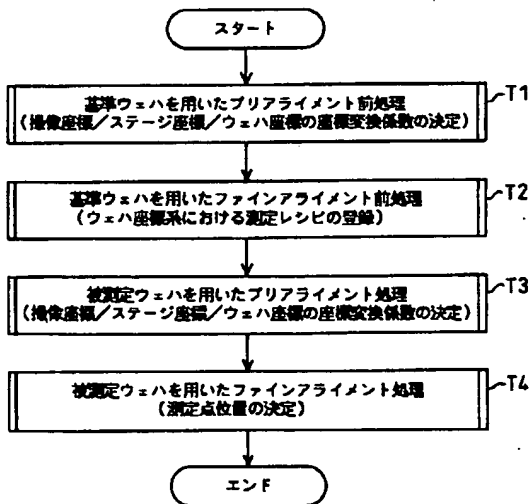 スタート
基準ウェハを用いたプリアライメント前処理
(撮像座標/ステージ座標/ウェハ座標の座標変換係数の決定)
T1
基準ウェハを用いたファインアライメント前処理
(ウェハ座標系における測定レシピの登録)
T2
被測定ウェハを用いたプリアライメント処理
(撮像座標/ステージ座標/ウェハ座標の座標変換係数の決定)
T3
被測定ウェハを用いたファインアライメント処理
(測定点位置の決定)
T4
エンド